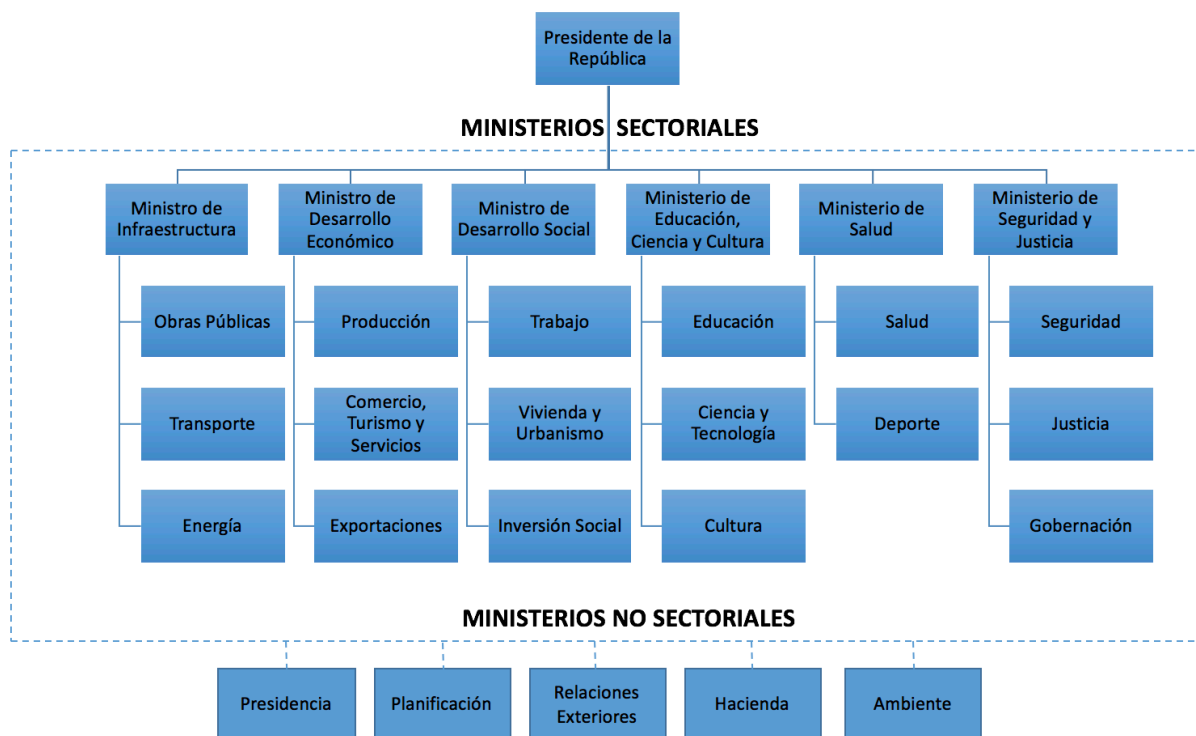 Presidente de la
República
MINISTERIOS SECTORIALES
Ministro de
Infraestructura
Ministro de
Desarrollo
Económico
Ministro de
Desarrollo Social
Ministerio de
Educación,
Ciencia y Cultura
Ministerio de
Salud
Ministerio de
Seguridad y
Justicia
Obras Públicas
Producción
Trabajo
Educación
Salud
Seguridad
Transporte
Comercio,
Turismo y
Servicios
Vivienda y
Urbanismo
Ciencia y
Tecnología
Deporte
Justicia
Energía
Exportaciones
Inversión Social
Cultura
Gobernación
MINISTERIOS NO SECTORIALES
Presidencia
Planificación
Relaciones
Exteriores
Hacienda
Ambiente